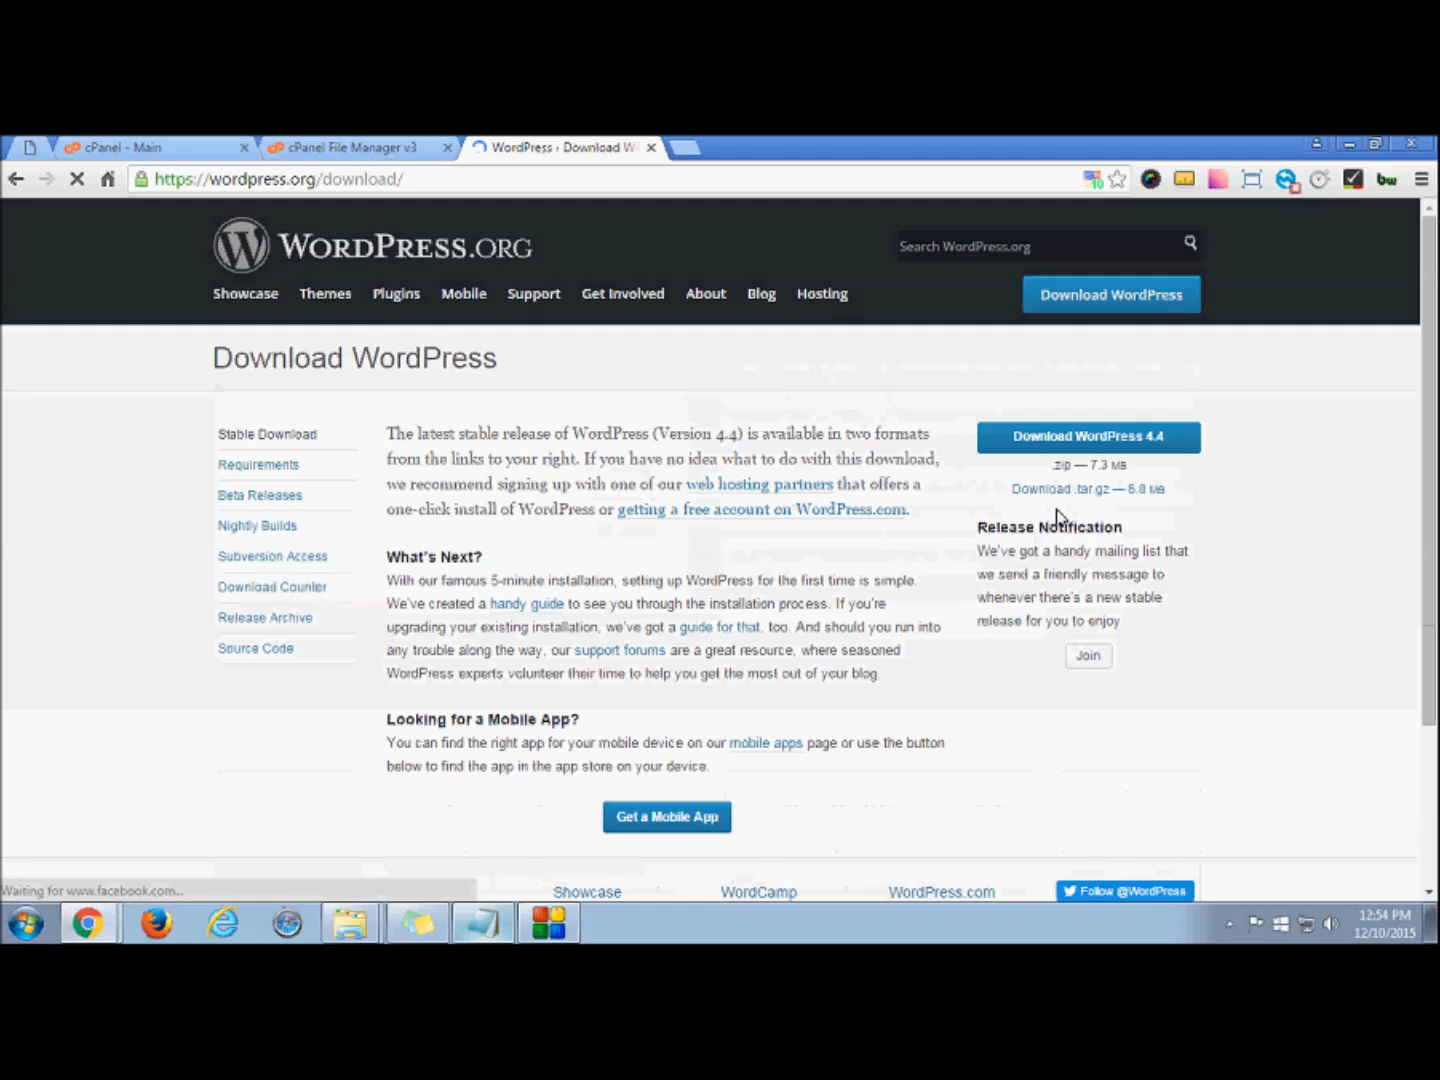 cPanel - Main
cPanel File Manager v3
WordPress › Download W
https://wordpress.org/download/
10
bw
WORDPRESS.ORG
Search WordPress.org
Showcase Themes Plugins Mobile Support Get Involved About Blog Hosting
Download WordPress
Download WordPress
Stable Download
Requirements
Beta Releases
Nightly Builds
Subversion Access
Download Counter
Release Archive
Source Code
The latest stable release of WordPress (Version 4.4) is available in two formats
from the links to your right. If you have no idea what to do with this download,
we recommend signing up with one of our web hosting partners that offers a
one-click install of WordPress or getting a free account on WordPress.com.
What's Next?
With our famous 5-minute installation, setting up WordPress for the first time is simple.
We've created a handy guide to see you through the installation process. If you're
upgrading your existing installation, we've got a guide for that, too. And should you run into
any trouble along the way, our support forums are a great resource, where seasoned
WordPress experts volunteer their time to help you get the most out of your blog.
Looking for a Mobile App?
You can find the right app for your mobile device on our mobile apps page or use the button
below to find the app in the app store on your device.
Get a Mobile App
Download WordPress 4.4
.zip — 7.3 MB
Download .tar.gz — 6.8 MB
Release Notification
We've got a handy mailing list that
we send a friendly message to
whenever there's a new stable
release for you to enjoy
Join
Waiting for www.facebook.com...
Showcase
WordCamp
WordPress.com
Follow @WordPress
12:54 PM
12/10/2015